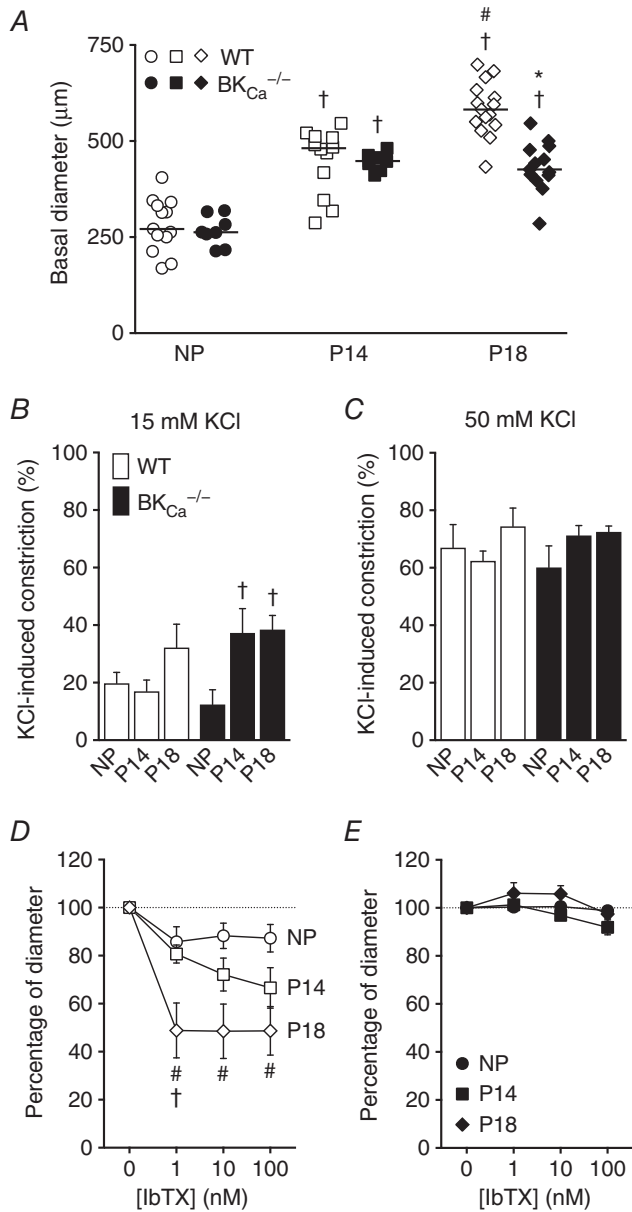 A
Basal diameter (μm)
750
500
250
0
WT
BK_Ca^−/−
†
†
#
†
*
†
NP
P14
P18
B
15 mM KCl
KCl-induced constriction (%)
100
80
60
40
20
0
WT
BK_Ca^−/−
†
†
NP
P14
P18
NP
P14
P18
C
50 mM KCl
KCl-induced constriction (%)
100
80
60
40
20
0
NP
P14
P18
NP
P14
P18
D
Percentage of diameter
120
100
80
60
40
20
0
NP
P14
P18
# # #
†
0 1 10 100
[IbTX] (nM)
E
Percentage of diameter
120
100
80
60
40
20
0
NP
P14
P18
0 1 10 100
[IbTX] (nM)